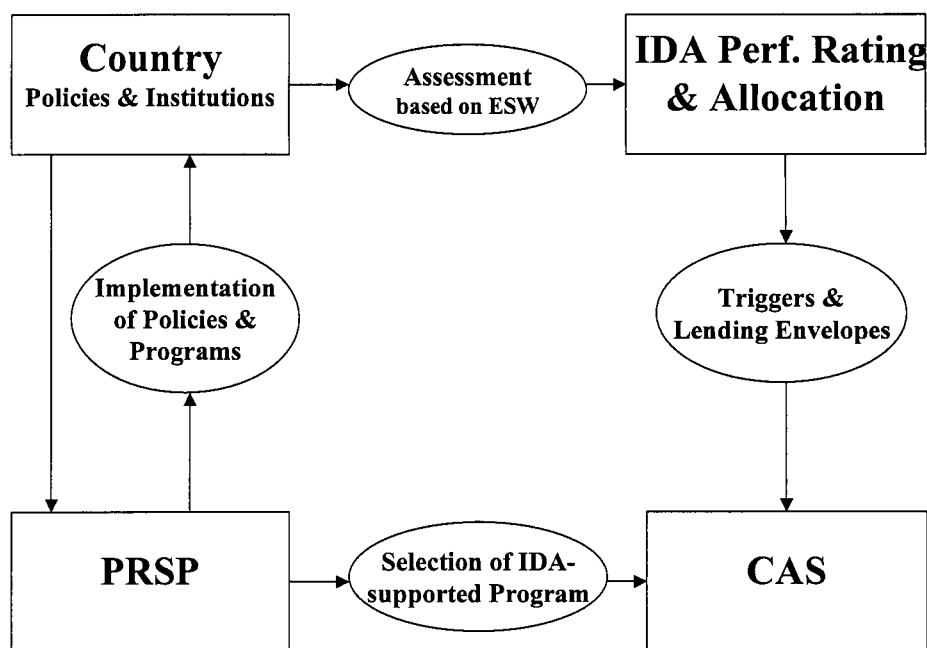 Country
Policies & Institutions
Assessment
based on ESW
IDA Perf. Rating
& Allocation
Implementation
of Policies &
Programs
Triggers &
Lending Envelopes
PRSP
Selection of IDA-
supported Program
CAS